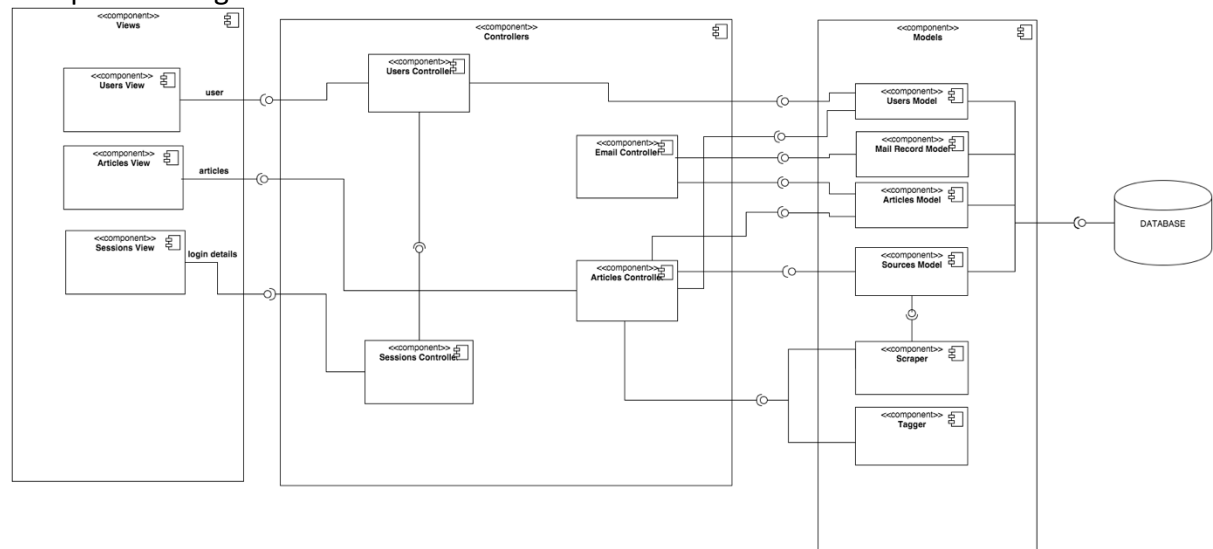 <<component>>
Views
<<component>>
Users View
user
<<component>>
Articles View
articles
<<component>>
Sessions View
login details
<<component>>
Controllers
<<component>>
Users Controller
<<component>>
Email Controller
<<component>>
Articles Controller
<<component>>
Sessions Controller
<<component>>
Models
<<component>>
Users Model
<<component>>
Mail Record Model
<<component>>
Articles Model
<<component>>
Sources Model
<<component>>
Scraper
<<component>>
Tagger
DATABASE